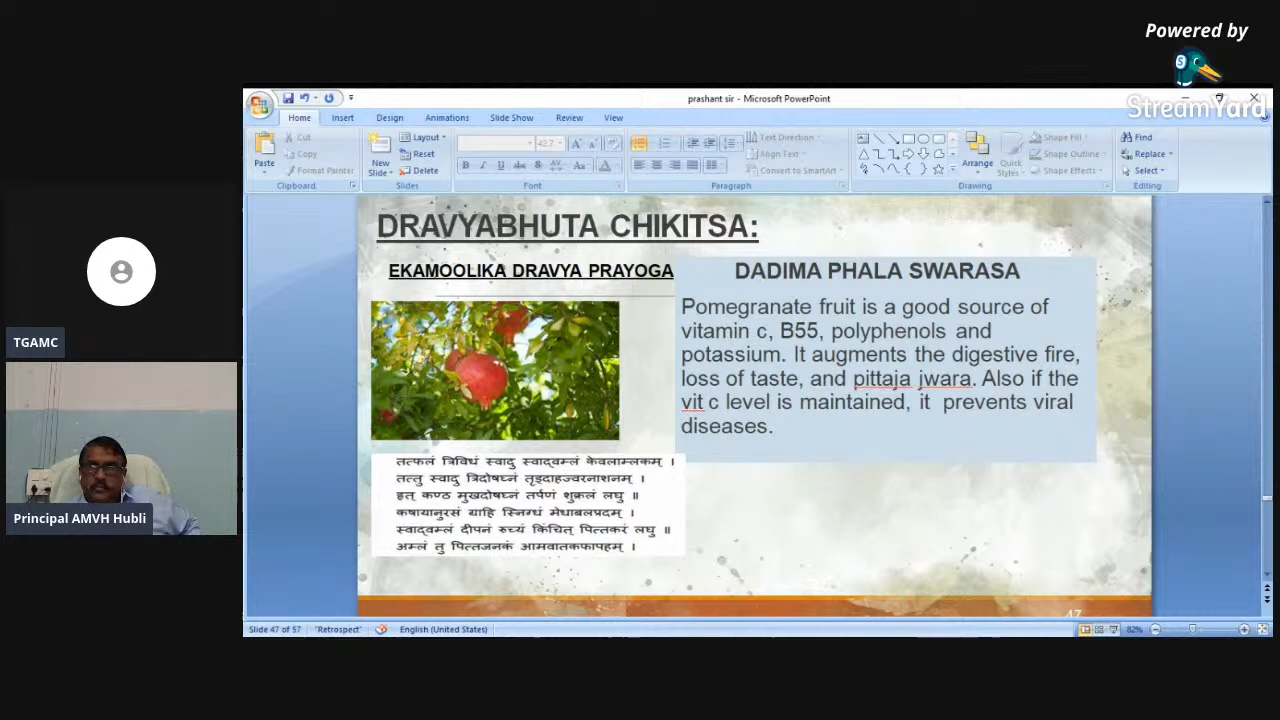 Powered by
StreamYard
prashant sir - Microsoft PowerPoint
Home Insert Design Slide Show Animations Review View
Paste
Cut
Copy
Format Painter
Clipboard
New
Slide
Layout
Reset
Delete
Slides
42.7
B I U abc S AV Aa A
Font
Text Direction
Align Text
Convert to SmartArt
Paragraph
Arrange
Quick
Styles
Shape Fill
Shape Outline
Shape Effects
Drawing
Find
Replace
Select
Editing
DRAVYABHUTA CHIKITSA:
EKAMOOLIKA DRAVYA PRAYOGA
DADIMA PHALA SWARASA
Pomegranate fruit is a good source of
vitamin c, B55, polyphenols and
potassium. It augments the digestive fire,
loss of taste, and pittaja jwara. Also if the
vit c level is maintained, it prevents viral
diseases.
तत्फलं त्रिविधं स्वादु स्वाद्वम्लं केवलाम्लकम् ।
तत्तु स्वादु त्रिदोषघ्नं तृड्दाहज्वरनाशनम् ।
हृत् कण्ठ मुखदोषघ्नं तर्पणं शुक्रलं लघु ॥
कषायानुरसं ग्राहि स्निग्धं मेधाबलप्रदम् ।
स्वाद्वम्लं दीपनं रुच्यं किंचित् पित्तकरं लघु ॥
अम्लं तु पित्तजनकं आमवातकफापहम् ।
47
TGAMC
Principal AMVH Hubli
Slide 47 of 57 "Retrospect" English (United States) 82%